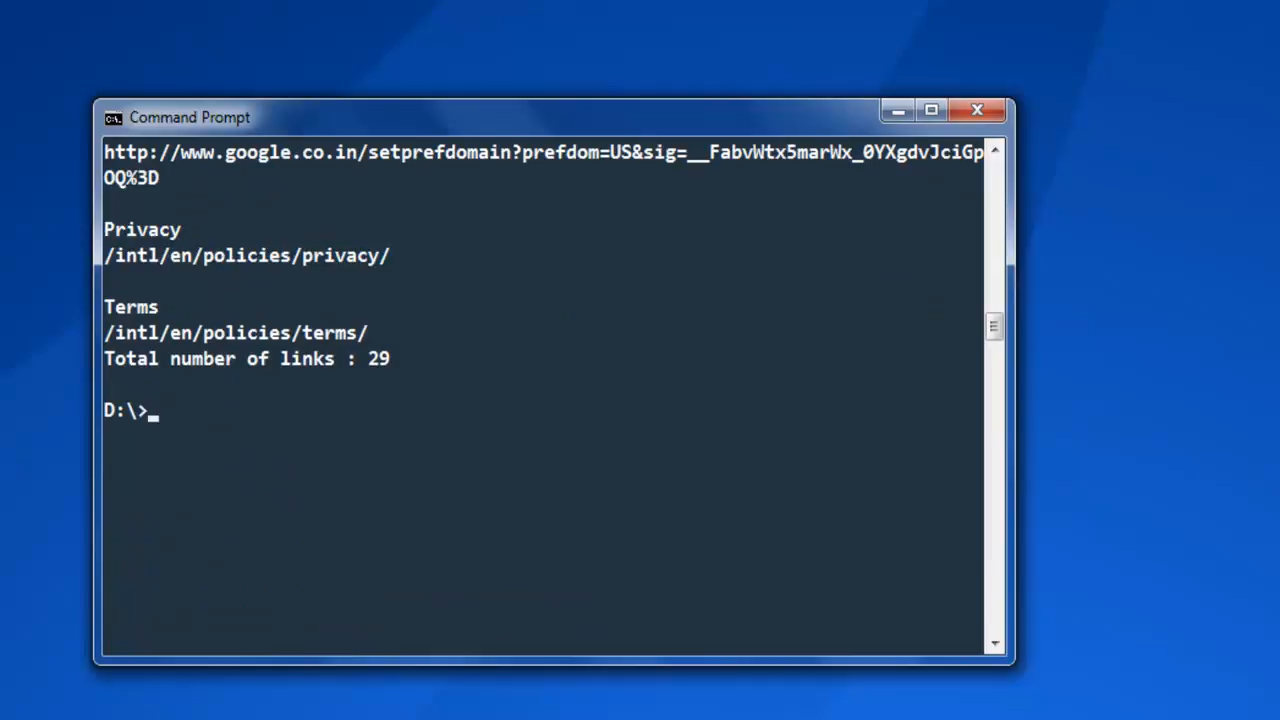 Command Prompt
http://www.google.co.in/setprefdomain?prefdom=US&sig=__FabvWtx5marWx_0YXgdvJciGp
OQ%3D
Privacy
/intl/en/policies/privacy/
Terms
/intl/en/policies/terms/
Total number of links : 29
D:\>_